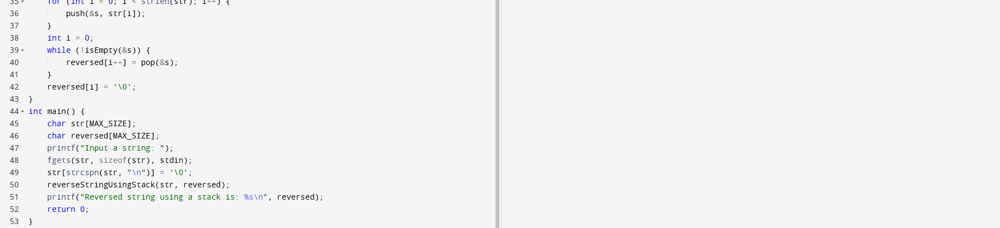 35 for (int i = 0; i < strlen(str); i++) {
36 push(&s, str[i]);
37 }
38 int i = 0;
39 while (!isEmpty(&s)) {
40 reversed[i++] = pop(&s);
41 }
42 reversed[i] = '\0';
43 }
44 int main() {
45 char str[MAX_SIZE];
46 char reversed[MAX_SIZE];
47 printf("Input a string: ");
48 fgets(str, sizeof(str), stdin);
49 str[strcspn(str, "\n")] = '\0';
50 reverseStringUsingStack(str, reversed);
51 printf("Reversed string using a stack is: %s\n", reversed);
52 return 0;
53 }